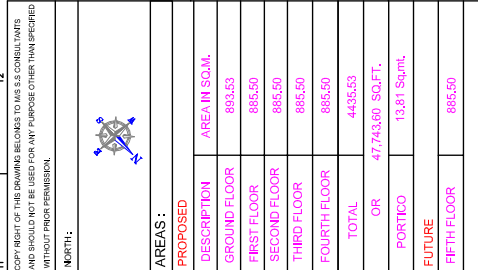 12
COPY RIGHT OF THIS DRAWING BELONGS TO M/S S.S CONSULTANTS
AND SHOULD NOT BE USED FOR ANY PURPOSE OTHER THAN SPECIFIED
WITHOUT PRIOR PERMISSION.
NORTH:
N
AREAS :
PROPOSED
DESCRIPTION AREA IN SQ.M.
GROUND FLOOR 893.53
FIRST FLOOR 885.50
SECOND FLOOR 885.50
THIRD FLOOR 885.50
FOURTH FLOOR 885.50
TOTAL 4435.53
OR 47,743.60 SQ.FT.
PORTICO 13.81 Sq.mt.
FUTURE
FIFTH FLOOR 885.50